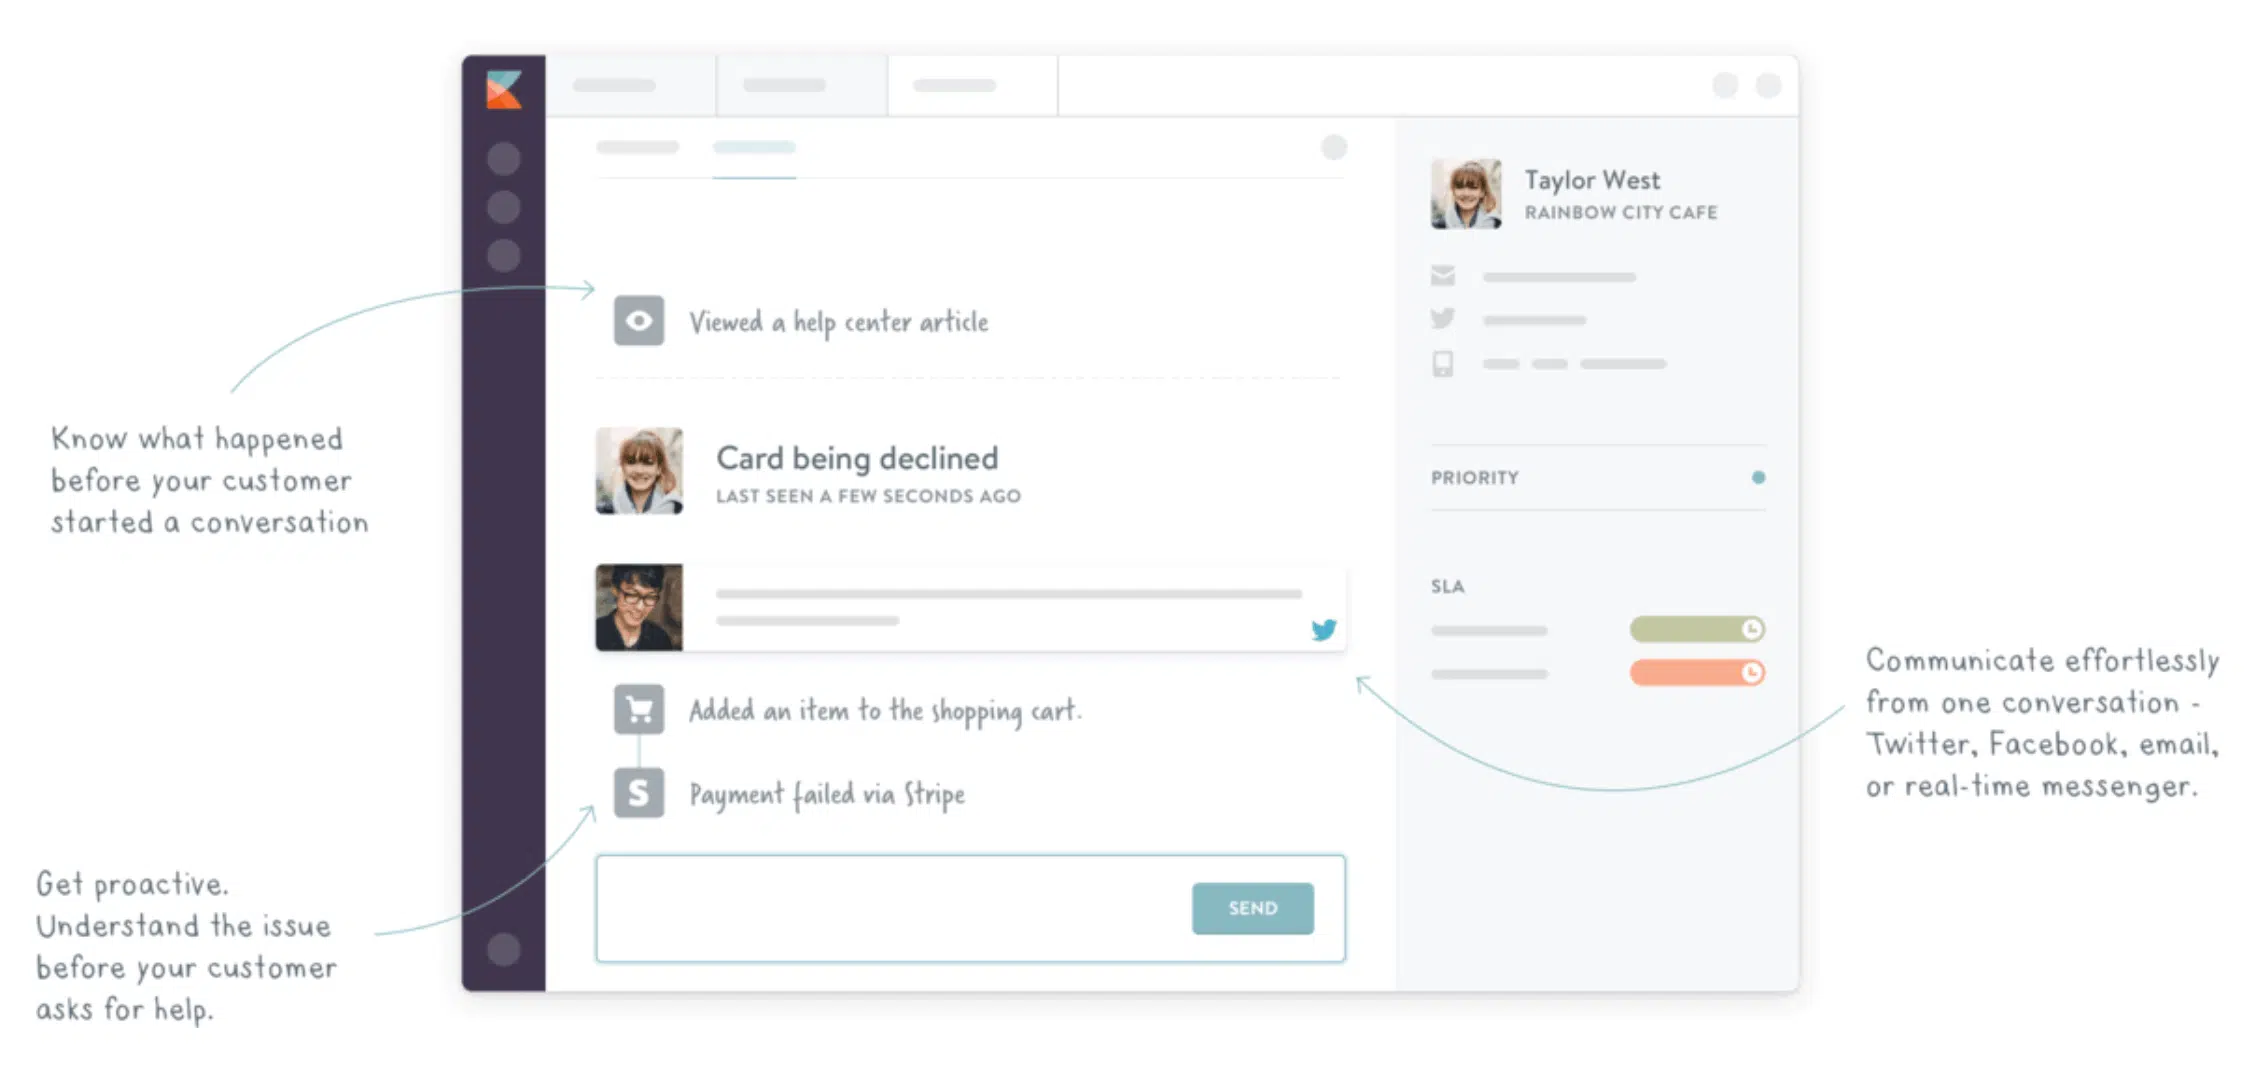 Taylor West
RAINBOW CITY CAFE
Viewed a help center article
Know what happened
before your customer
started a conversation
Card being declined
LAST SEEN A FEW SECONDS AGO
PRIORITY
SLA
Communicate effortlessly
from one conversation -
Twitter, Facebook, email,
or real-time messenger.
Added an item to the shopping cart.
S
Payment failed via Stripe
Get proactive.
Understand the issue
before your customer
asks for help.
SEND